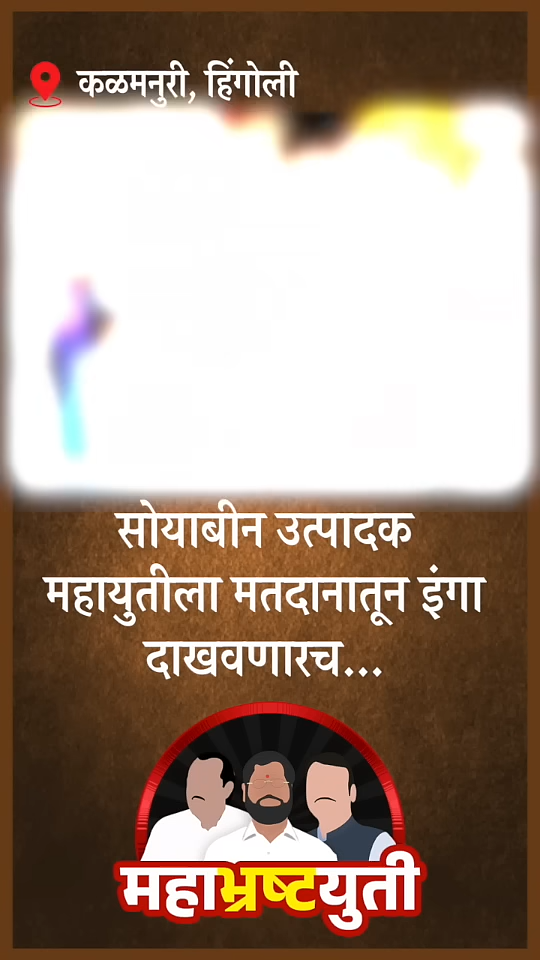 कळमनुरी, हिंगोली
सोयाबीन उत्पादक
महायुतीला मतदानातून इंगा
दाखवणारच...
महाभ्रष्टयुती